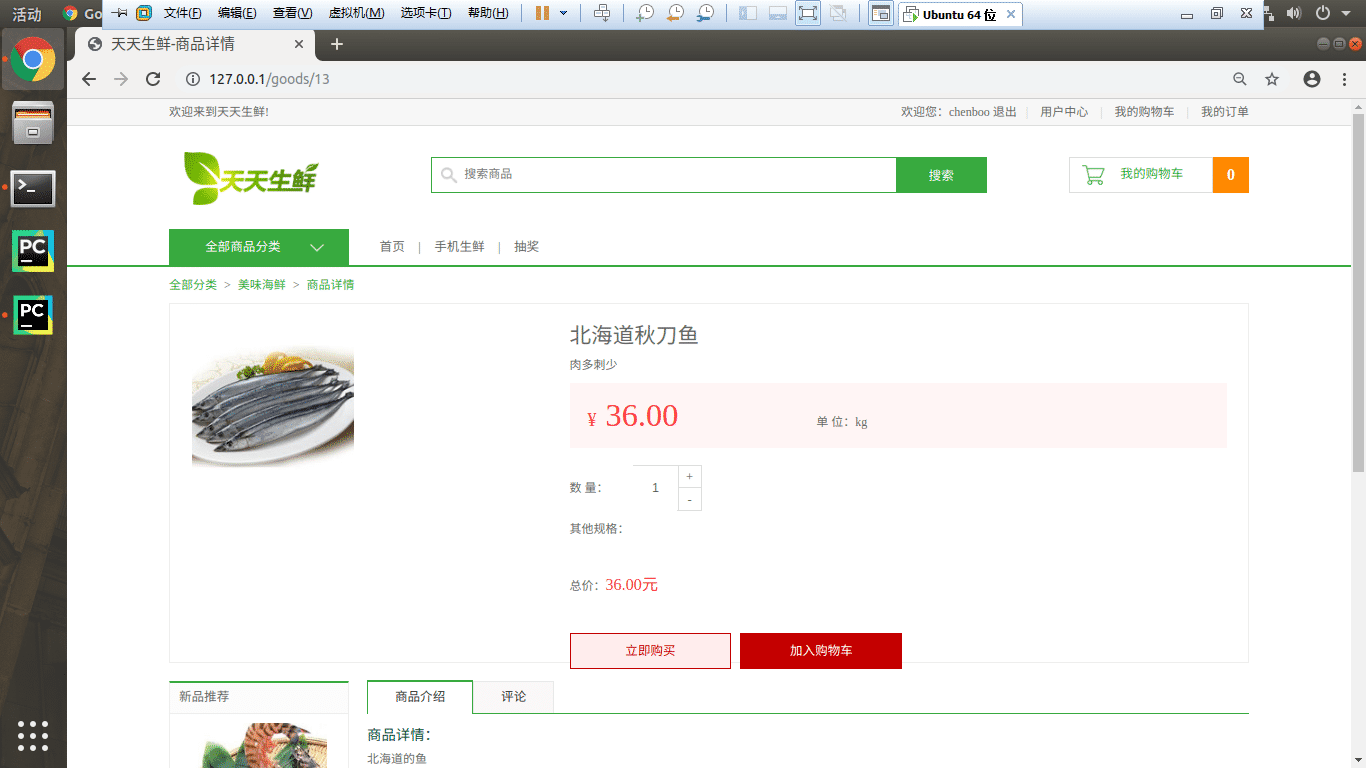 活动 Go 文件(F) 编辑(E) 查看(V) 虚拟机(M) 选项卡(T) 帮助(H) Ubuntu 64 位
天天生鲜-商品详情
127.0.0.1/goods/13
欢迎来到天天生鲜! 欢迎您：chenboo 退出 | 用户中心 | 我的购物车 | 我的订单
天天生鲜 搜索商品 搜索 我的购物车 0
全部商品分类 首页 | 手机生鲜 | 抽奖
全部分类 > 美味海鲜 > 商品详情
北海道秋刀鱼
肉多刺少
¥ 36.00 单 位：kg
数 量： 1 + -
其他规格：
总价：36.00元
立即购买 加入购物车
新品推荐 商品介绍 评论
商品详情：
北海道的鱼
PC
PC